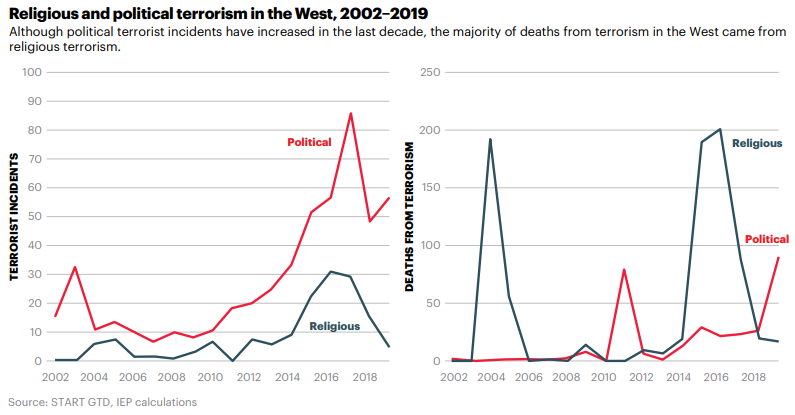 Religious and political terrorism in the West, 2002–2019
Although political terrorist incidents have increased in the last decade, the majority of deaths from terrorism in the West came from
religious terrorism.
TERRORIST INCIDENTS
100
90
80
70
60
50
40
30
20
10
0
Political
Religious
2002 2004 2006 2008 2010 2012 2014 2016 2018
DEATHS FROM TERRORISM
250
200
150
100
50
0
Religious
Political
2002 2004 2006 2008 2010 2012 2014 2016 2018
Source: START GTD, IEP calculations